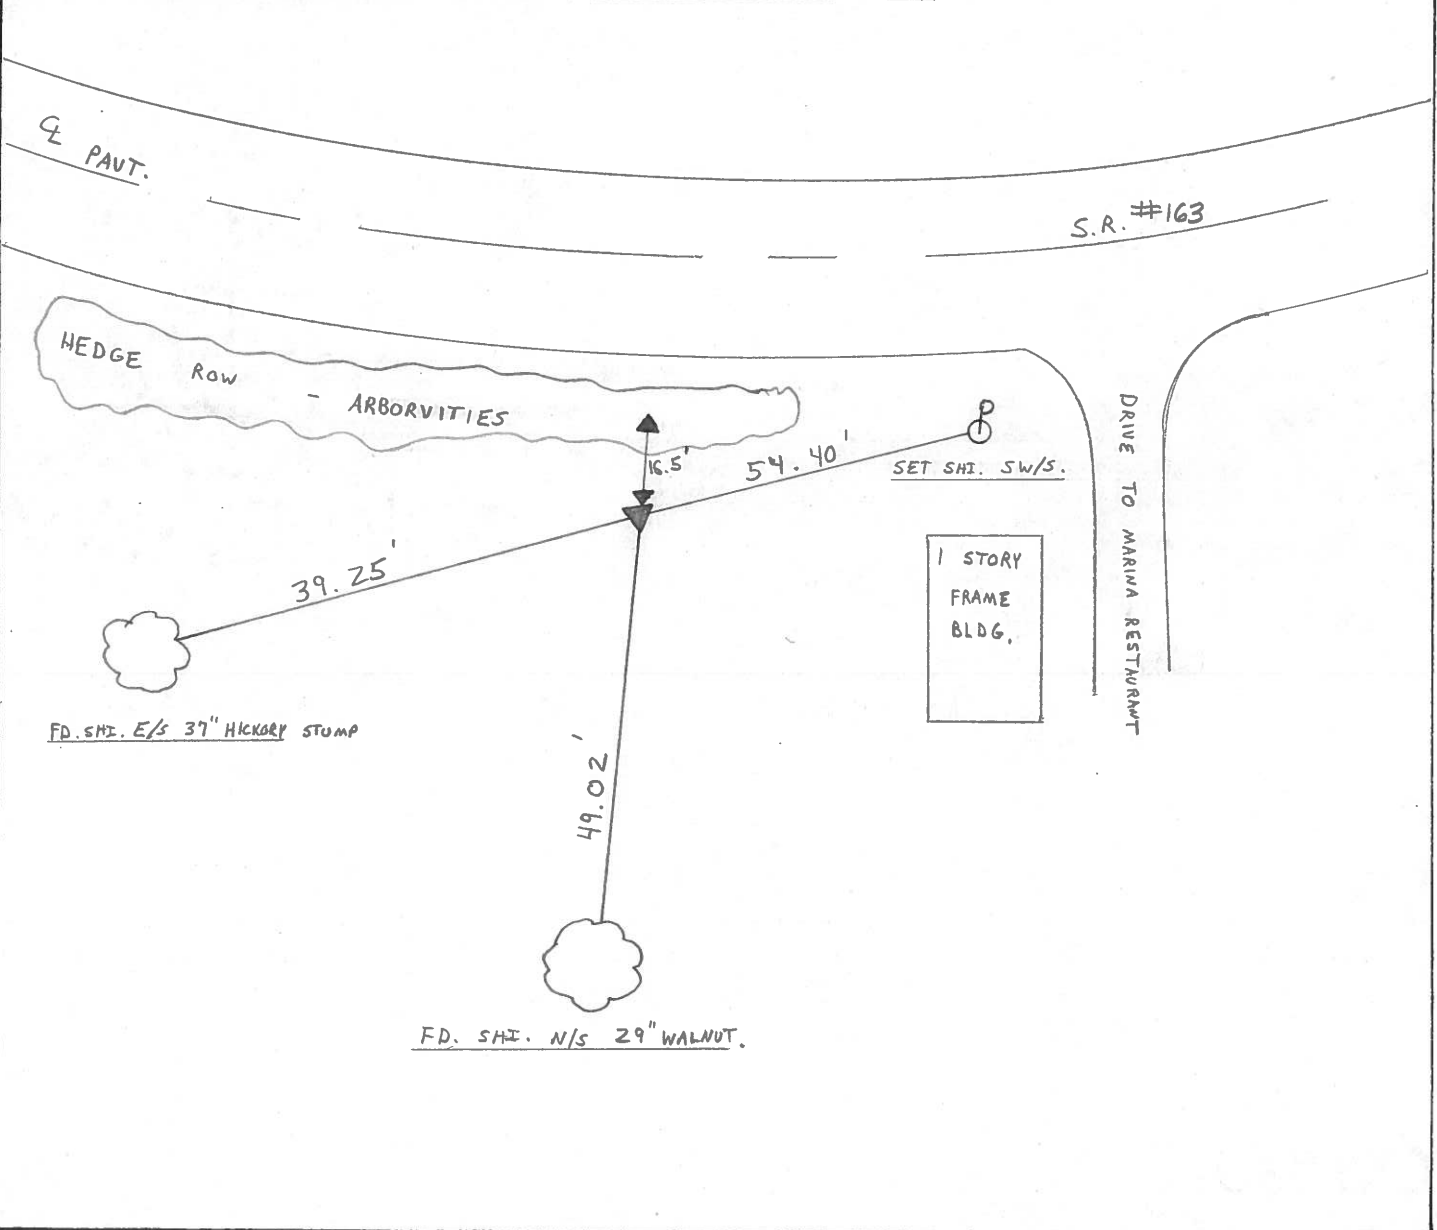 ℄ PAVT.
S.R. #163
HEDGE ROW - ARBORVITIES
16.5'
54.40'
P
SET SHI. SW/S.
39.25'
1 STORY
FRAME
BLDG.
DRIVE TO MARINA RESTAURANT
FD. SHI. E/S 37" HICKORY STUMP
49.02'
FD. SHI. N/S 29" WALNUT.